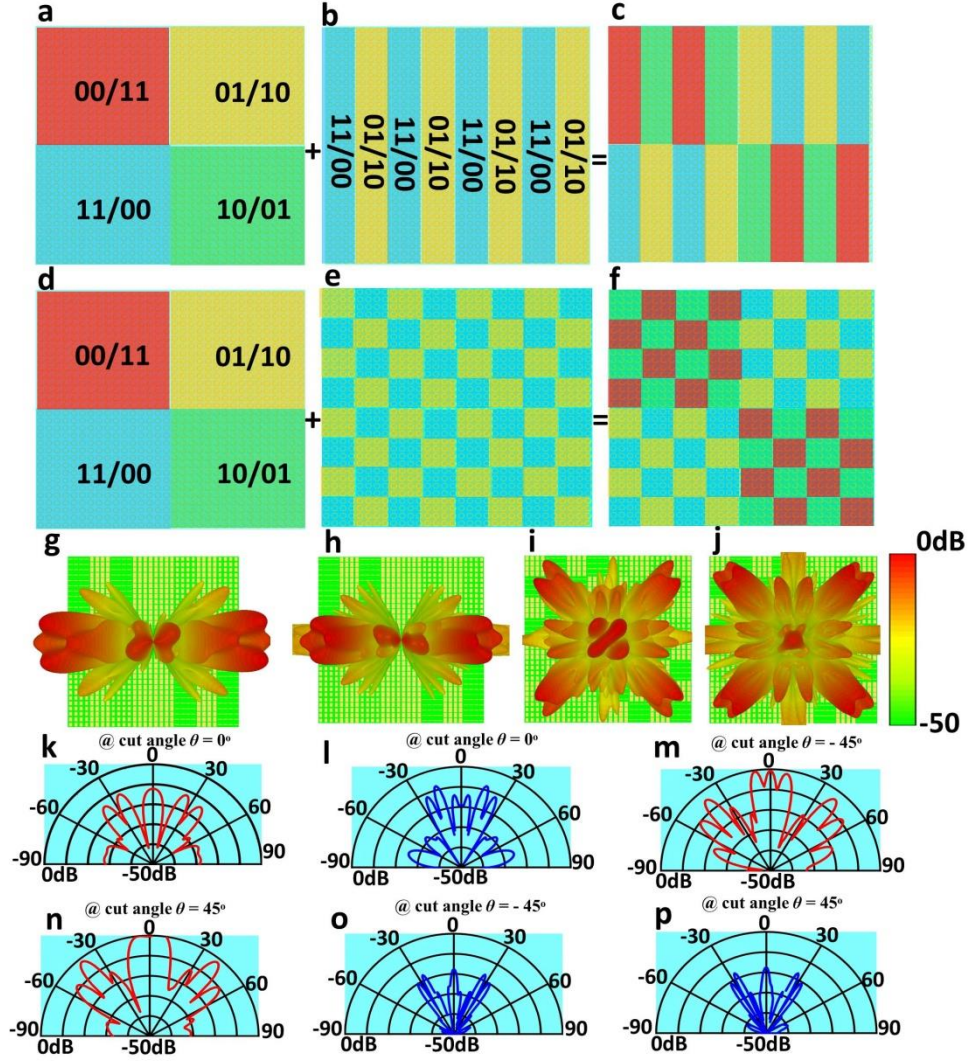 a
b
c
00/11
01/10
11/00
10/01
+
11/00
01/10
11/00
01/10
11/00
01/10
11/00
01/10
=
d
e
f
00/11
01/10
11/00
10/01
+
=
g
h
i
j
0dB
-50
k
@ cut angle θ = 0°
-90
-60
-30
0
30
60
90
0dB
-50dB
l
@ cut angle θ = 0°
-90
-60
-30
0
30
60
90
0dB
-50dB
m
@ cut angle θ = - 45°
-90
-60
-30
0
30
60
90
0dB
-50dB
n
@ cut angle θ = 45°
-90
-60
-30
0
30
60
90
0dB
-50dB
o
@ cut angle θ = - 45°
-90
-60
-30
0
30
60
90
0dB
-50dB
p
@ cut angle θ = 45°
-90
-60
-30
0
30
60
90
0dB
-50dB